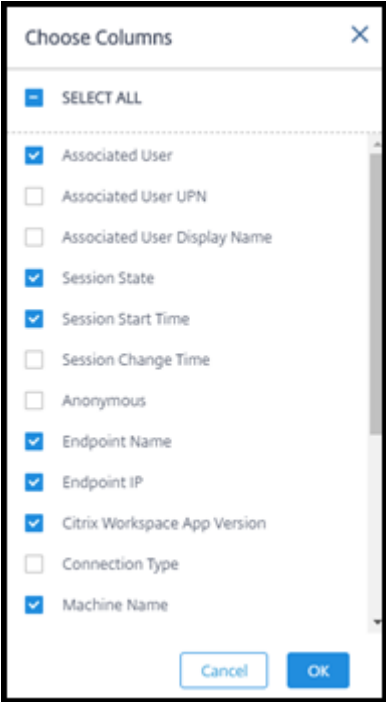 Choose Columns
SELECT ALL
Associated User
Associated User UPN
Associated User Display Name
Session State
Session Start Time
Session Change Time
Anonymous
Endpoint Name
Endpoint IP
Citrix Workspace App Version
Connection Type
Machine Name
Cancel OK